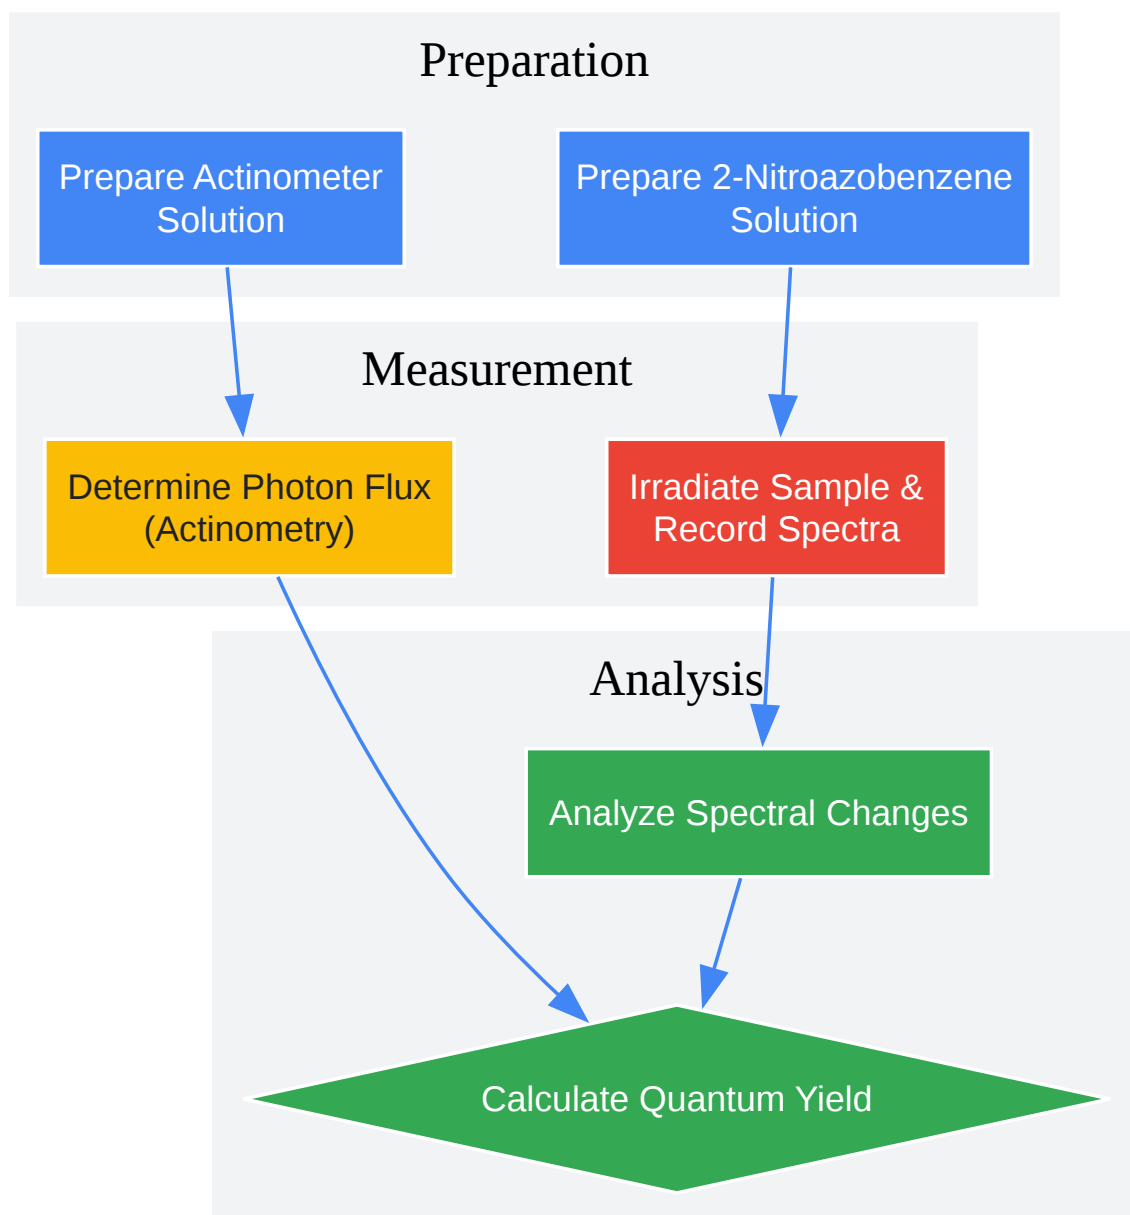 Preparation
Prepare Actinometer
Solution
Prepare 2-Nitroazobenzene
Solution
Measurement
Determine Photon Flux
(Actinometry)
Irradiate Sample &
Record Spectra
Analysis
Analyze Spectral Changes
Calculate Quantum Yield